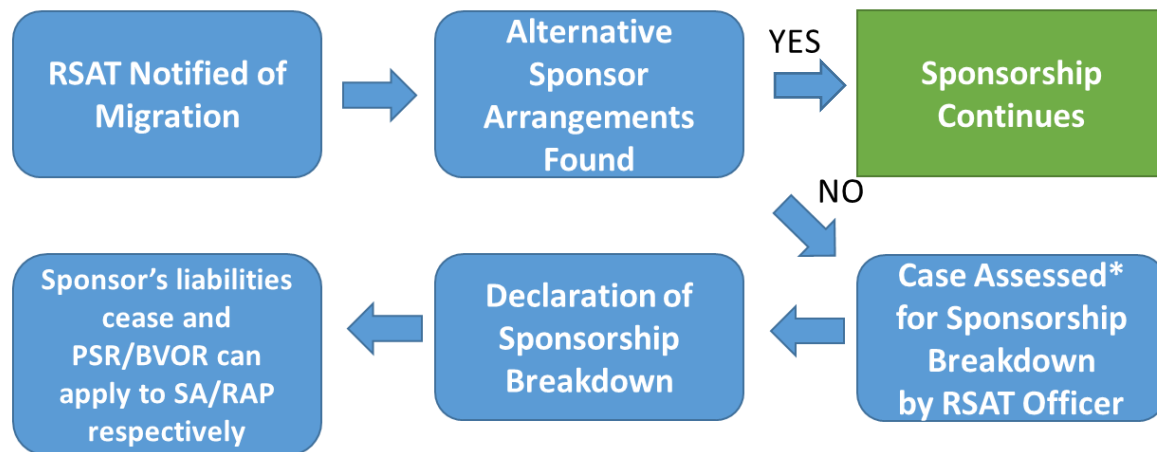 RSAT Notified of
Migration
Alternative
Sponsor
Arrangements
Found
YES
Sponsorship
Continues
NO
Case Assessed*
for Sponsorship
Breakdown
by RSAT Officer
Declaration of
Sponsorship
Breakdown
Sponsor’s liabilities
cease and
PSR/BVOR can
apply to SA/RAP
respectively